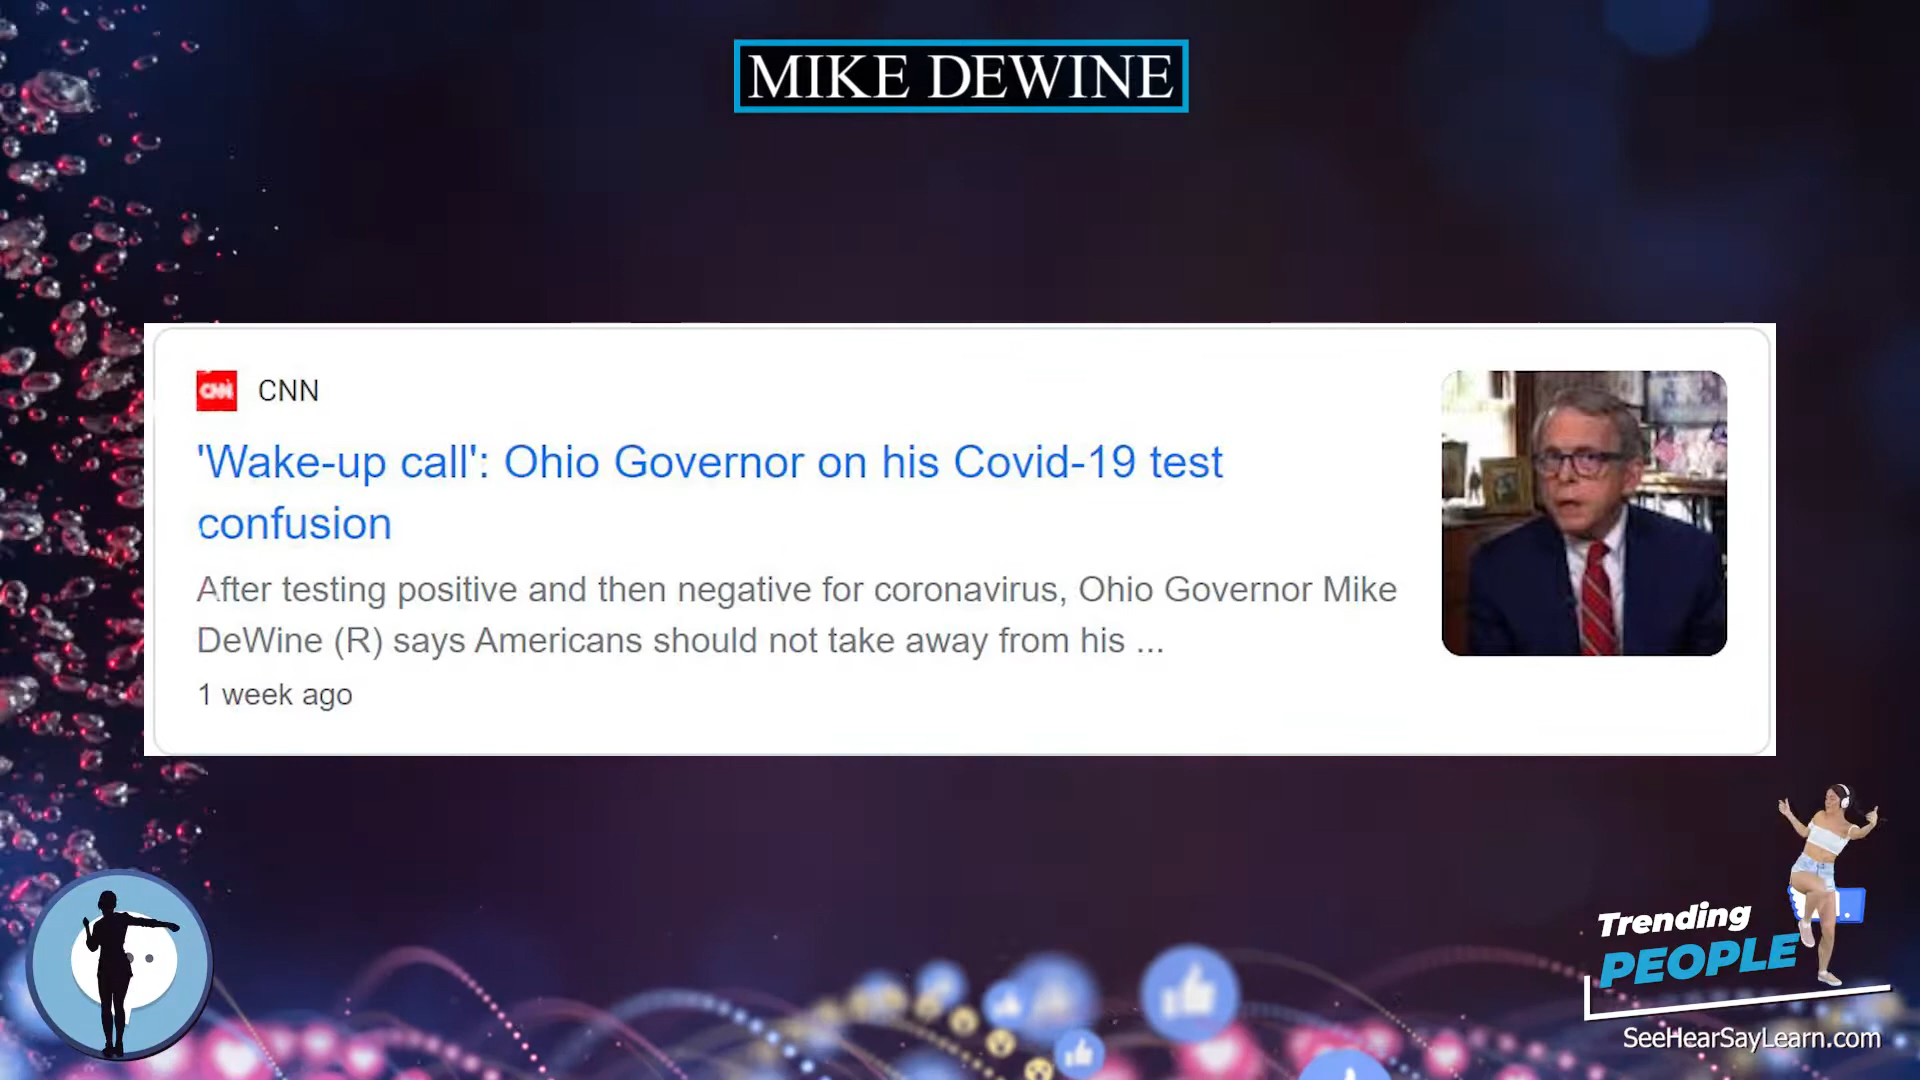 MIKE DEWINE
CNN
CNN
'Wake-up call': Ohio Governor on his Covid-19 test
confusion
After testing positive and then negative for coronavirus, Ohio Governor Mike
DeWine (R) says Americans should not take away from his ...
1 week ago
Trending
PEOPLE
SeeHearSayLearn.com